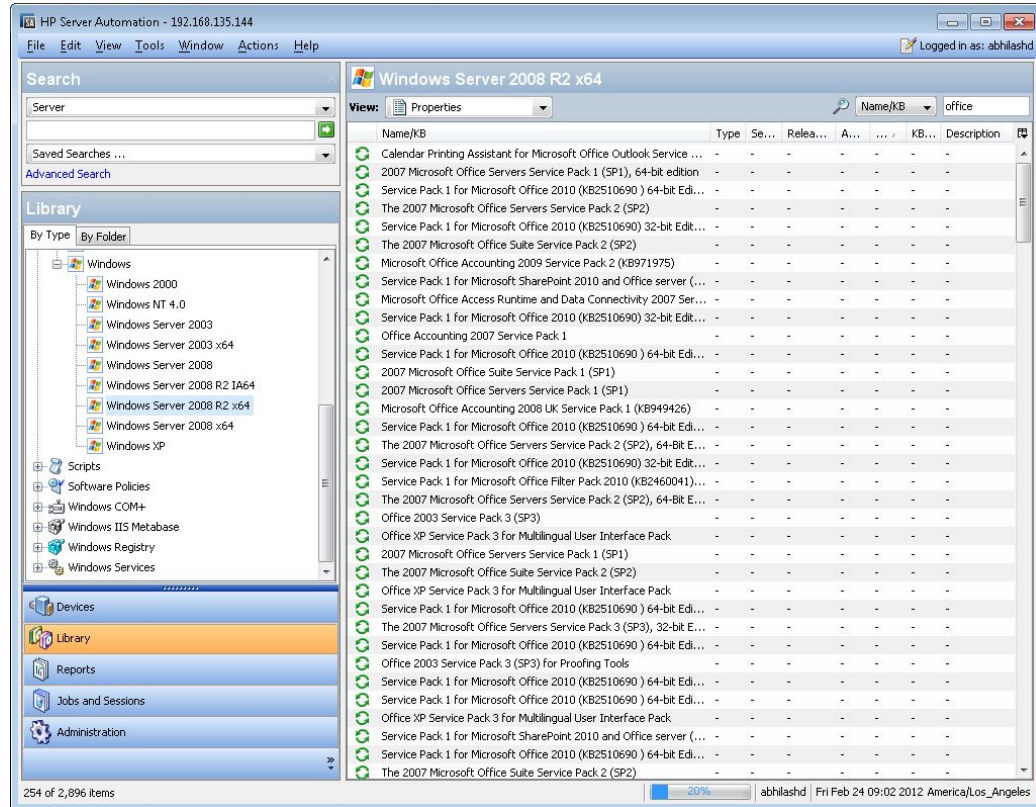 HP Server Automation - 192.168.135.144
File Edit View Tools Window Actions Help
Logged in as: abhilashd
Search
Server
Saved Searches ...
Advanced Search
Library
By Type By Folder
Windows
Windows 2000
Windows NT 4.0
Windows Server 2003
Windows Server 2003 x64
Windows Server 2008
Windows Server 2008 R2 IA64
Windows Server 2008 R2 x64
Windows Server 2008 x64
Windows XP
Scripts
Software Policies
Windows COM+
Windows IIS Metabase
Windows Registry
Windows Services
Devices
Library
Reports
Jobs and Sessions
Administration
Windows Server 2008 R2 x64
View: Properties Name/KB office
Name/KB Type Se... Relea... A... ... KB... Description
Calendar Printing Assistant for Microsoft Office Outlook Service ... - - - - - - -
2007 Microsoft Office Servers Service Pack 1 (SP1), 64-bit edition - - - - - - -
Service Pack 1 for Microsoft Office 2010 (KB2510690 ) 64-bit Edi... - - - - - - -
The 2007 Microsoft Office Servers Service Pack 2 (SP2) - - - - - - -
Service Pack 1 for Microsoft Office 2010 (KB2510690) 32-bit Edit... - - - - - - -
The 2007 Microsoft Office Suite Service Pack 2 (SP2) - - - - - - -
Microsoft Office Accounting 2009 Service Pack 2 (KB971975) - - - - - - -
Service Pack 1 for Microsoft SharePoint 2010 and Office server (... - - - - - - -
Microsoft Office Access Runtime and Data Connectivity 2007 Ser... - - - - - - -
Service Pack 1 for Microsoft Office 2010 (KB2510690) 32-bit Edit... - - - - - - -
Office Accounting 2007 Service Pack 1 - - - - - - -
Service Pack 1 for Microsoft Office 2010 (KB2510690 ) 64-bit Edi... - - - - - - -
2007 Microsoft Office Suite Service Pack 1 (SP1) - - - - - - -
2007 Microsoft Office Servers Service Pack 1 (SP1) - - - - - - -
Microsoft Office Accounting 2008 UK Service Pack 1 (KB949426) - - - - - - -
Service Pack 1 for Microsoft Office 2010 (KB2510690 ) 64-bit Edi... - - - - - - -
The 2007 Microsoft Office Servers Service Pack 2 (SP2), 64-Bit E... - - - - - - -
Service Pack 1 for Microsoft Office 2010 (KB2510690) 32-bit Edit... - - - - - - -
Service Pack 1 for Microsoft Office Filter Pack 2010 (KB2460041)... - - - - - - -
The 2007 Microsoft Office Servers Service Pack 2 (SP2), 64-Bit E... - - - - - - -
Office 2003 Service Pack 3 (SP3) - - - - - - -
Office XP Service Pack 3 for Multilingual User Interface Pack - - - - - - -
2007 Microsoft Office Servers Service Pack 1 (SP1) - - - - - - -
The 2007 Microsoft Office Suite Service Pack 2 (SP2) - - - - - - -
Office XP Service Pack 3 for Multilingual User Interface Pack - - - - - - -
Service Pack 1 for Microsoft Office 2010 (KB2510690 ) 64-bit Edi... - - - - - - -
The 2007 Microsoft Office Servers Service Pack 3 (SP3), 32-bit E... - - - - - - -
Service Pack 1 for Microsoft Office 2010 (KB2510690 ) 64-bit Edi... - - - - - - -
Office 2003 Service Pack 3 (SP3) for Proofing Tools - - - - - - -
Service Pack 1 for Microsoft Office 2010 (KB2510690 ) 64-bit Edi... - - - - - - -
Service Pack 1 for Microsoft Office 2010 (KB2510690 ) 64-bit Edi... - - - - - - -
Office XP Service Pack 3 for Multilingual User Interface Pack - - - - - - -
Service Pack 1 for Microsoft SharePoint 2010 and Office server (... - - - - - - -
Service Pack 1 for Microsoft Office 2010 (KB2510690 ) 64-bit Edi... - - - - - - -
The 2007 Microsoft Office Suite Service Pack 2 (SP2) - - - - - - -
254 of 2,896 items 20% abhilashd Fri Feb 24 09:02 2012 America/Los_Angeles